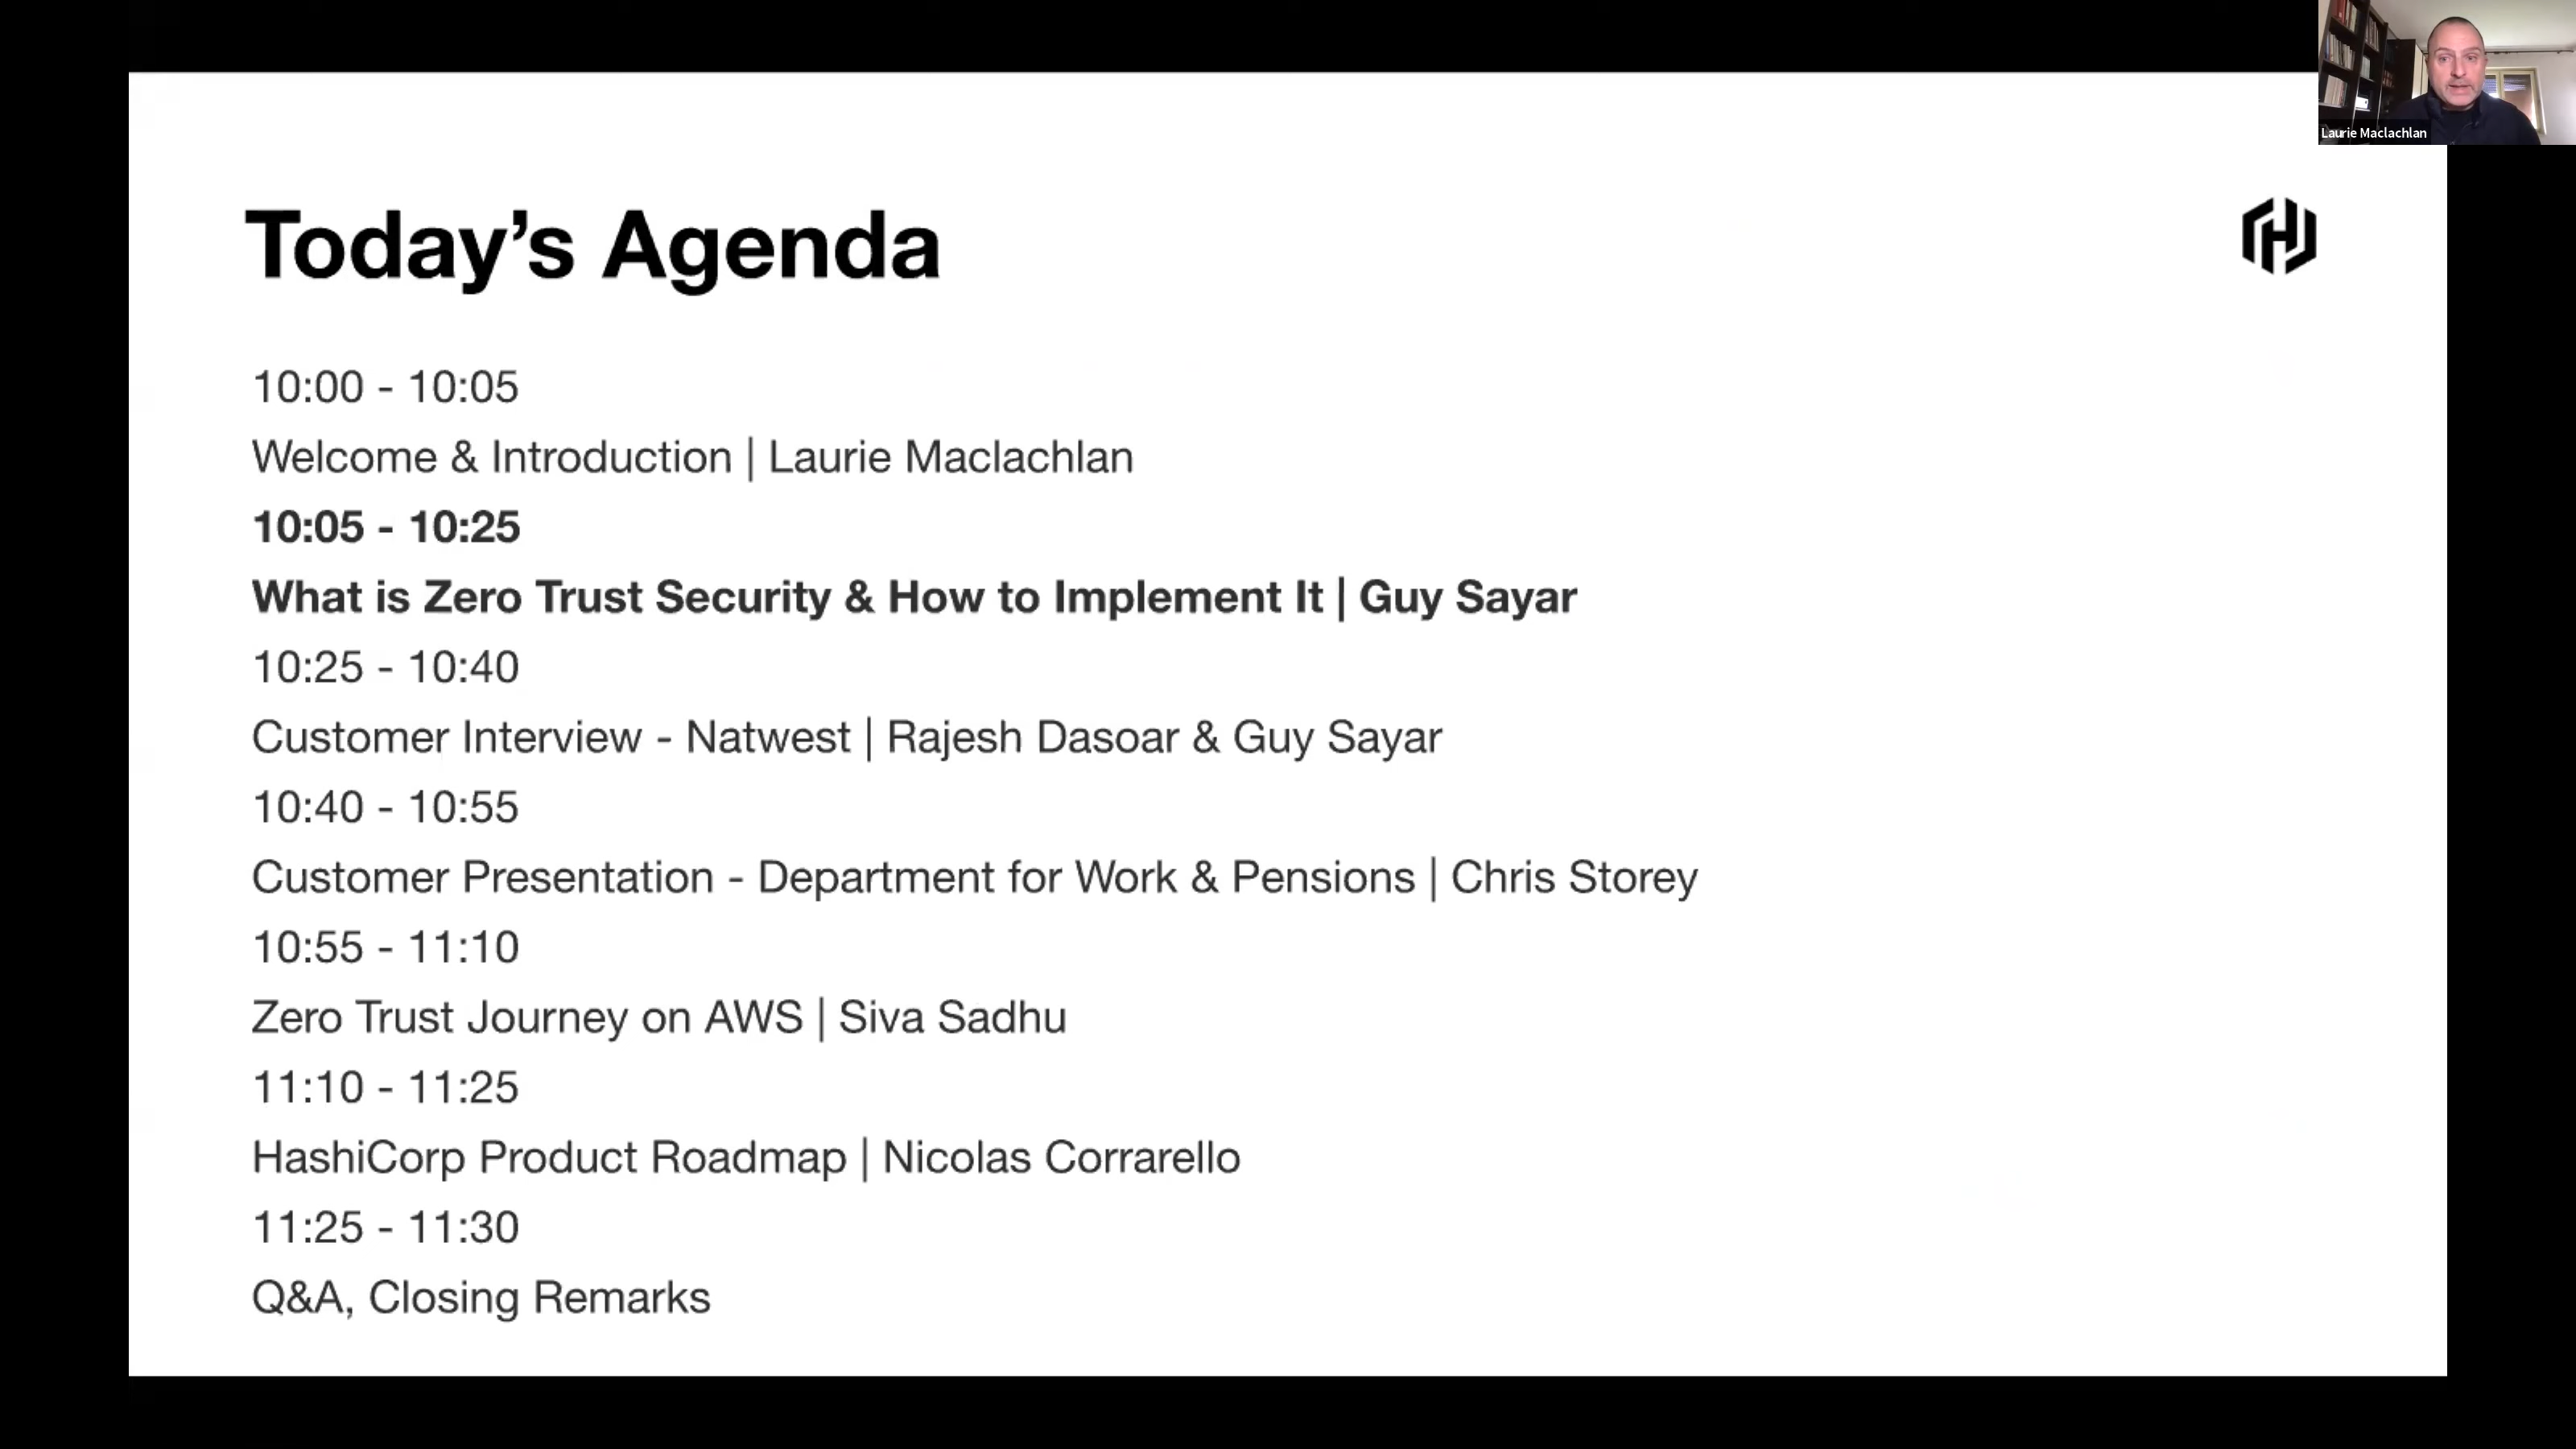 Laurie Maclachlan
Today's Agenda
10:00 - 10:05
Welcome & Introduction | Laurie Maclachlan
10:05 - 10:25
What is Zero Trust Security & How to Implement It | Guy Sayar
10:25 - 10:40
Customer Interview - Natwest | Rajesh Dasoar & Guy Sayar
10:40 - 10:55
Customer Presentation - Department for Work & Pensions | Chris Storey
10:55 - 11:10
Zero Trust Journey on AWS | Siva Sadhu
11:10 - 11:25
HashiCorp Product Roadmap | Nicolas Corrarello
11:25 - 11:30
Q&A, Closing Remarks